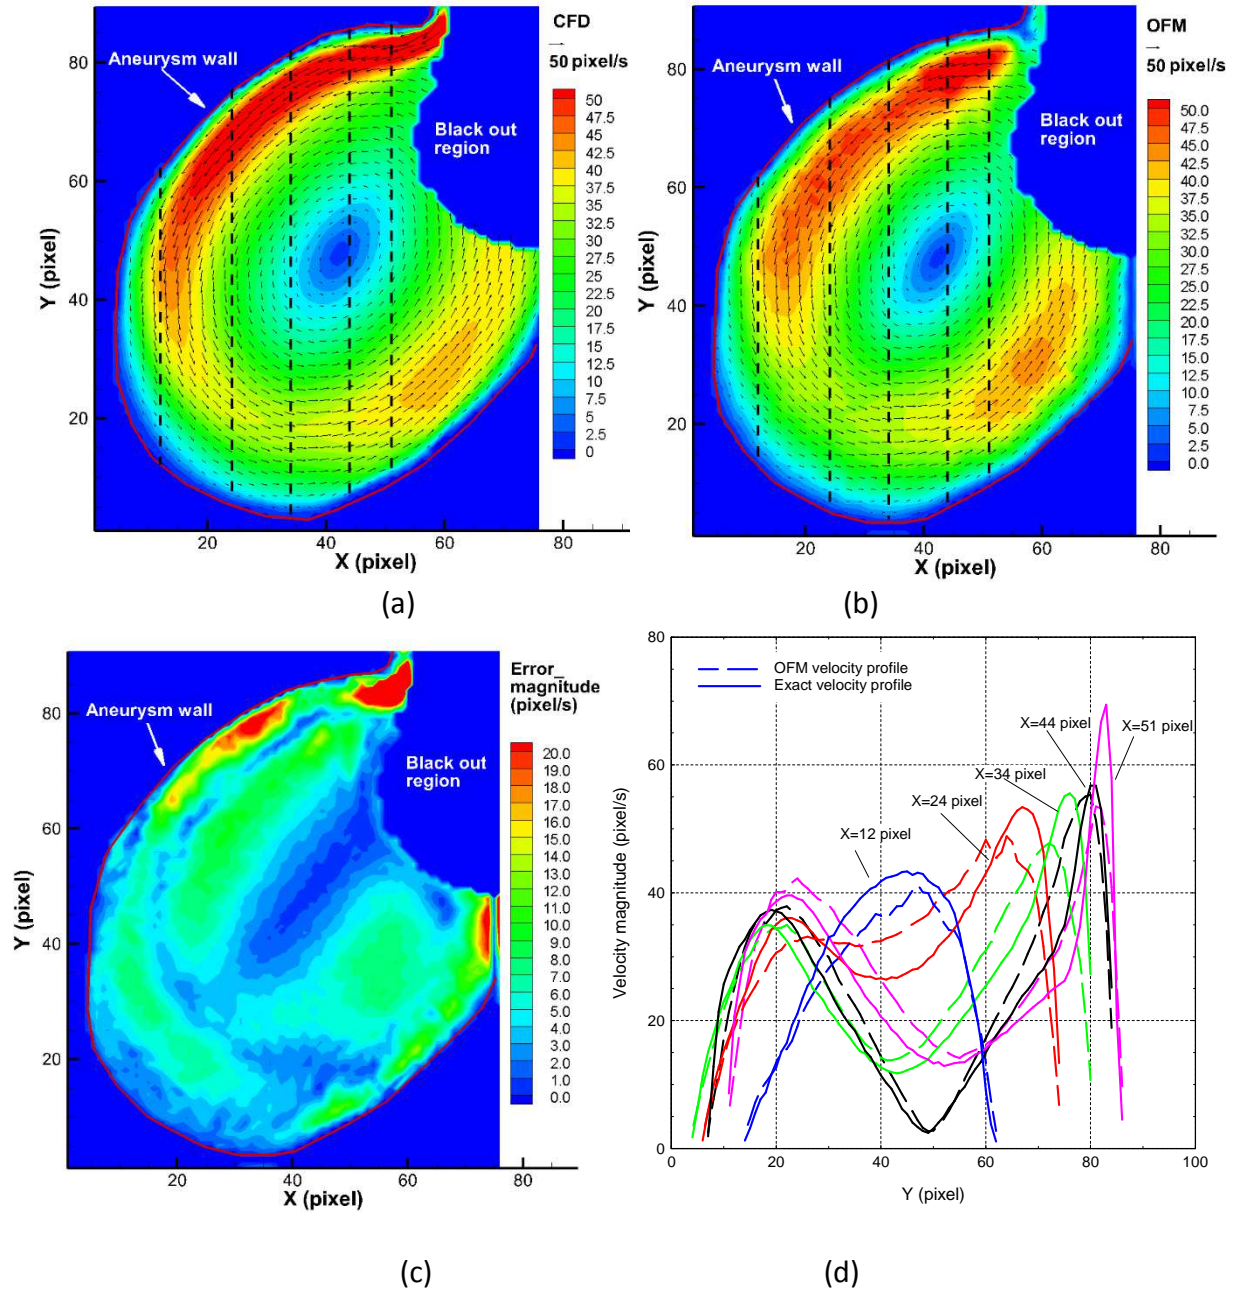 CFD
50 pixel/s
50
47.5
45
42.5
40
37.5
35
32.5
30
27.5
25
22.5
20
17.5
15
12.5
10
7.5
5
2.5
0
Aneurysm wall
Black out
region
80
60
40
20
Y (pixel)
20
40
60
80
X (pixel)
(a)
OFM
50 pixel/s
50.0
47.5
45.0
42.5
40.0
37.5
35.0
32.5
30.0
27.5
25.0
22.5
20.0
17.5
15.0
12.5
10.0
7.5
5.0
2.5
0.0
Aneurysm wall
Black out
region
80
60
40
20
Y (pixel)
20
40
60
80
X (pixel)
(b)
Error_
magnitude
(pixel/s)
20.0
19.0
18.0
17.0
16.0
15.0
14.0
13.0
12.0
11.0
10.0
9.0
8.0
7.0
6.0
5.0
4.0
3.0
2.0
1.0
0.0
Aneurysm wall
Black out
region
80
60
40
20
Y (pixel)
20
40
60
80
X (pixel)
(c)
80
60
40
20
0
Velocity magnitude (pixel/s)
OFM velocity profile
Exact velocity profile
X=44 pixel
X=51 pixel
X=34 pixel
X=24 pixel
X=12 pixel
0
20
40
60
80
100
Y (pixel)
(d)